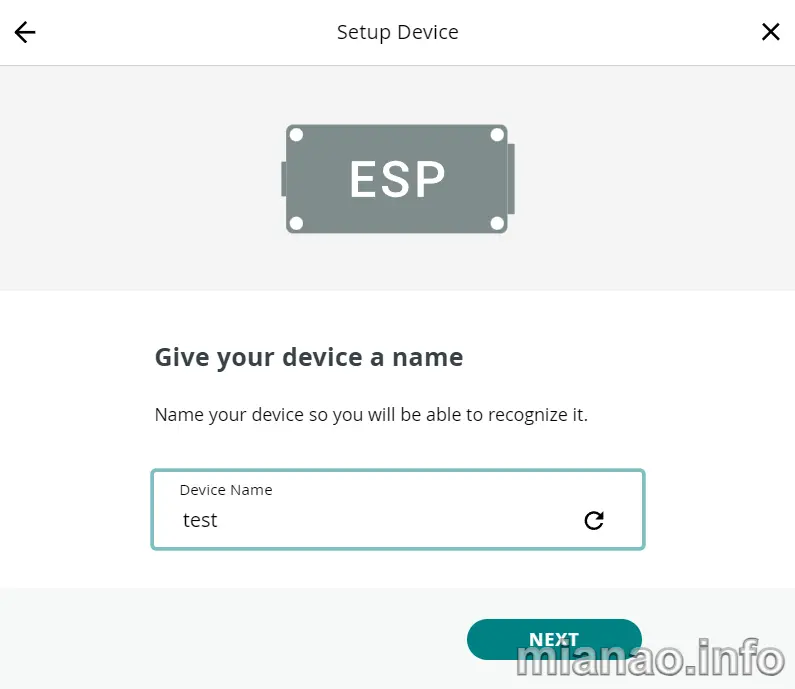 Setup Device
ESP
Give your device a name
Name your device so you will be able to recognize it.
Device Name
test
NEXT
mianao.info